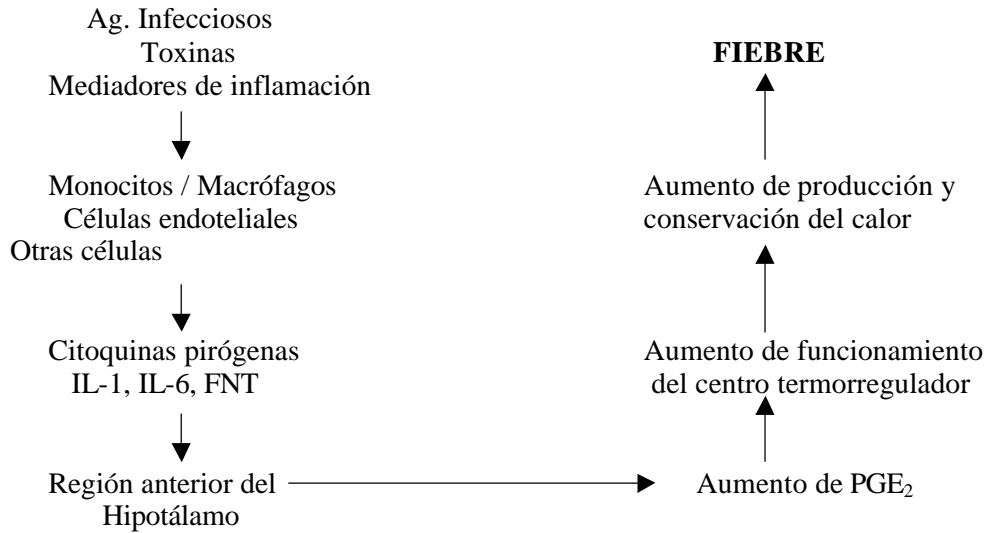 Ag. Infecciosos
Toxinas
Mediadores de inflamación
Monocitos / Macrófagos
Células endoteliales
Otras células
Citoquinas pirógenas
IL-1, IL-6, FNT
Región anterior del
Hipotálamo
Aumento de PGE₂
Aumento de funcionamiento
del centro termorregulador
Aumento de producción y
conservación del calor
FIEBRE